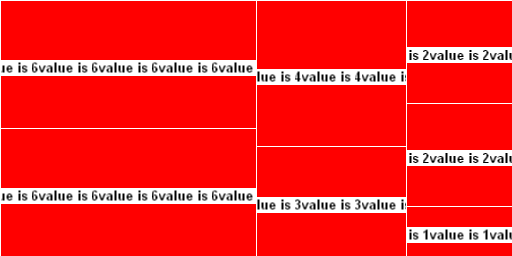 ue is 6value is 6value is 6value is 6value
ue is 6value is 6value is 6value is 6value
lue is 4value is 4value is
lue is 3value is 3value is
is 2value is 2valu
is 2value is 2valu
is 1value is 1valu